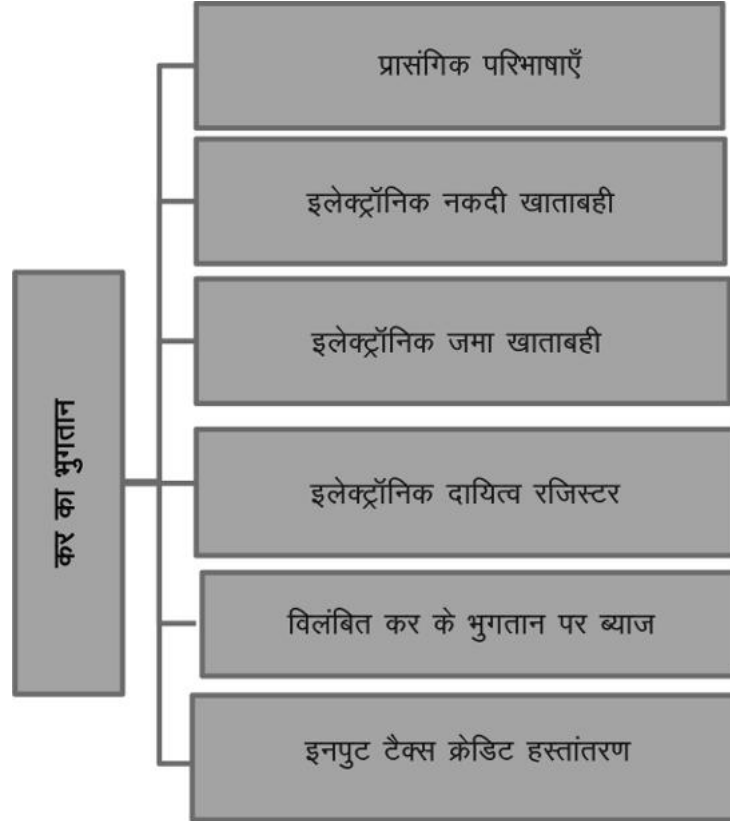 प्रासंगिक परिभाषाएँ
इलेक्ट्रॉनिक नकदी खाताबही
इलेक्ट्रॉनिक जमा खाताबही
कर का भुगतान
इलेक्ट्रॉनिक दायित्व रजिस्टर
विलंबित कर के भुगतान पर ब्याज
इनपुट टैक्स क्रेडिट हस्तांतरण